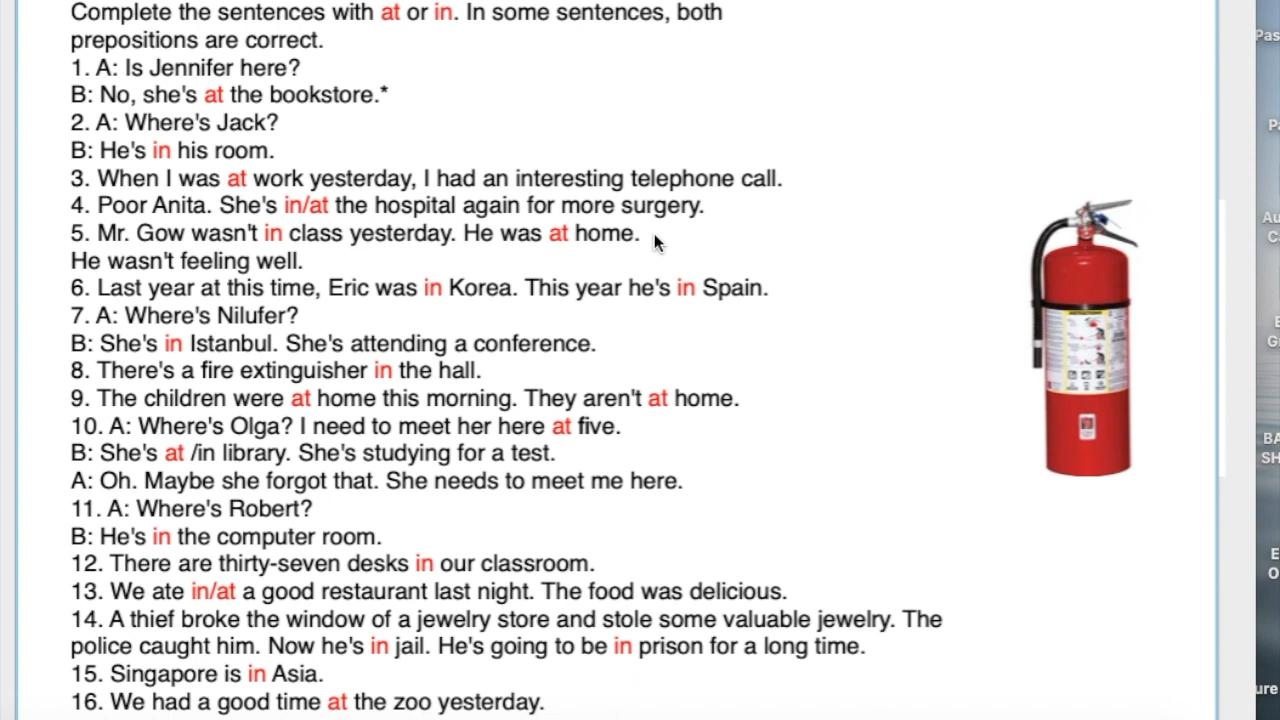 Complete the sentences with at or in. In some sentences, both
prepositions are correct.
1. A: Is Jennifer here?
B: No, she's at the bookstore.*
2. A: Where's Jack?
B: He's in his room.
3. When I was at work yesterday, I had an interesting telephone call.
4. Poor Anita. She's in/at the hospital again for more surgery.
5. Mr. Gow wasn't in class yesterday. He was at home.
He wasn't feeling well.
6. Last year at this time, Eric was in Korea. This year he's in Spain.
7. A: Where's Nilufer?
B: She's in Istanbul. She's attending a conference.
8. There's a fire extinguisher in the hall.
9. The children were at home this morning. They aren't at home.
10. A: Where's Olga? I need to meet her here at five.
B: She's at /in library. She's studying for a test.
A: Oh. Maybe she forgot that. She needs to meet me here.
11. A: Where's Robert?
B: He's in the computer room.
12. There are thirty-seven desks in our classroom.
13. We ate in/at a good restaurant last night. The food was delicious.
14. A thief broke the window of a jewelry store and stole some valuable jewelry. The
police caught him. Now he's in jail. He's going to be in prison for a long time.
15. Singapore is in Asia.
16. We had a good time at the zoo yesterday.